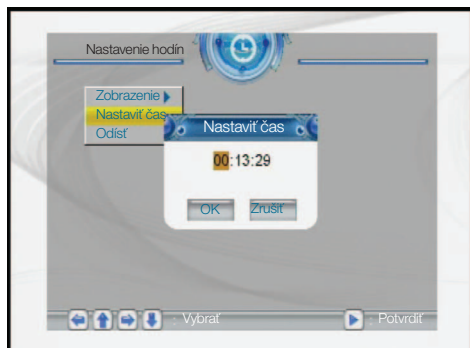 Nastavenie hodín
Zobrazenie
Nastaviť čas
Odísť
Nastaviť čas
00:13:29
OK Zrušiť
: Vybrať : Potvrdiť